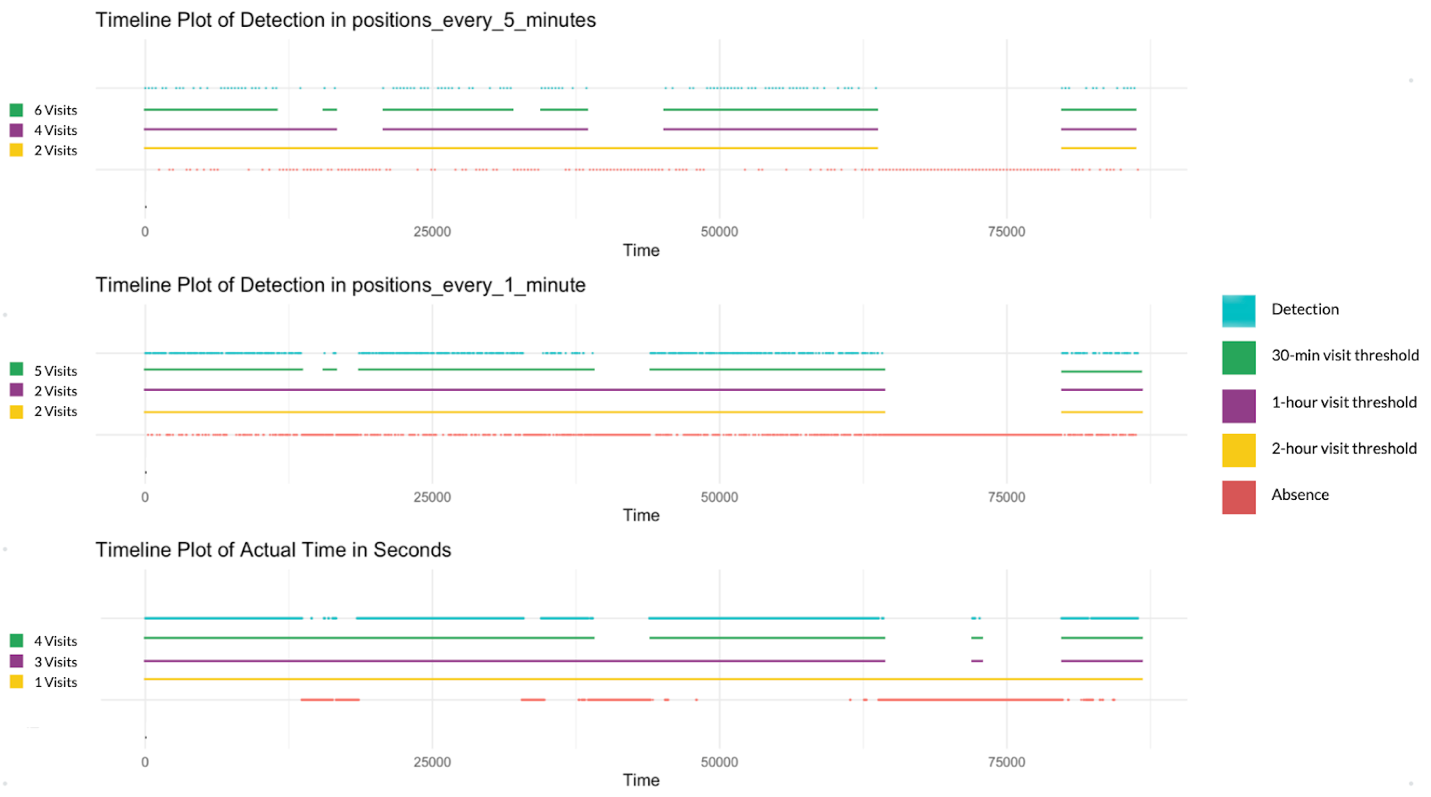 Timeline Plot of Detection in positions_every_5_minutes
6 Visits
4 Visits
2 Visits
0 25000 50000 75000
Time
Timeline Plot of Detection in positions_every_1_minute
5 Visits
2 Visits
2 Visits
0 25000 50000 75000
Time
Timeline Plot of Actual Time in Seconds
4 Visits
3 Visits
1 Visits
0 25000 50000 75000
Time
Detection
30-min visit threshold
1-hour visit threshold
2-hour visit threshold
Absence